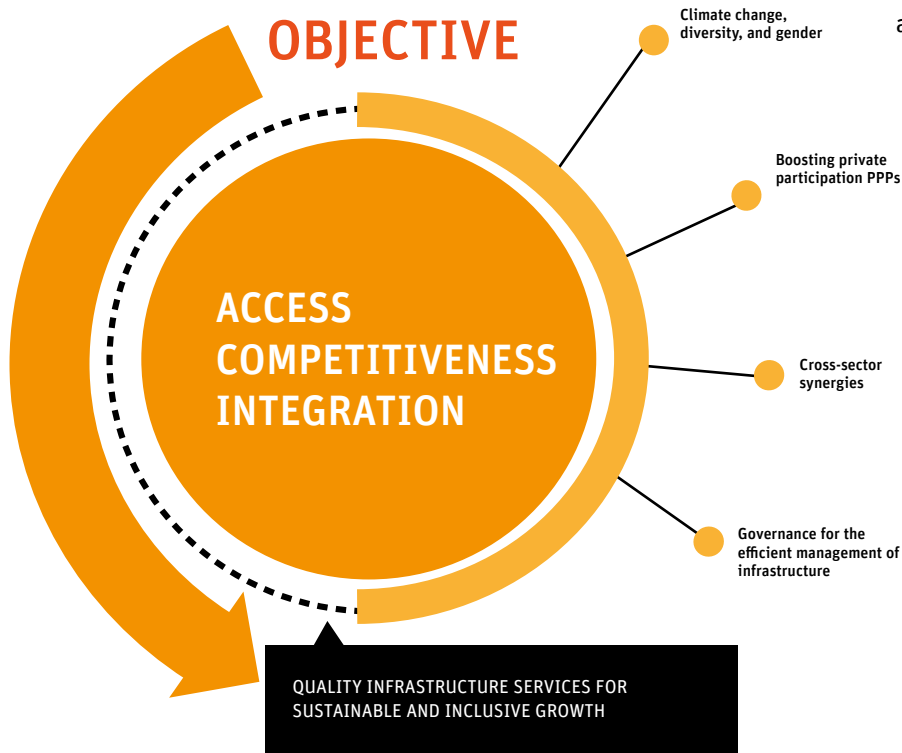 OBJECTIVE
Climate change,
diversity, and gender
a
Boosting private
participation PPPs
ACCESS
COMPETITIVENESS
INTEGRATION
Cross-sector
synergies
Governance for the
efficient management of
infrastructure
QUALITY INFRASTRUCTURE SERVICES FOR
SUSTAINABLE AND INCLUSIVE GROWTH